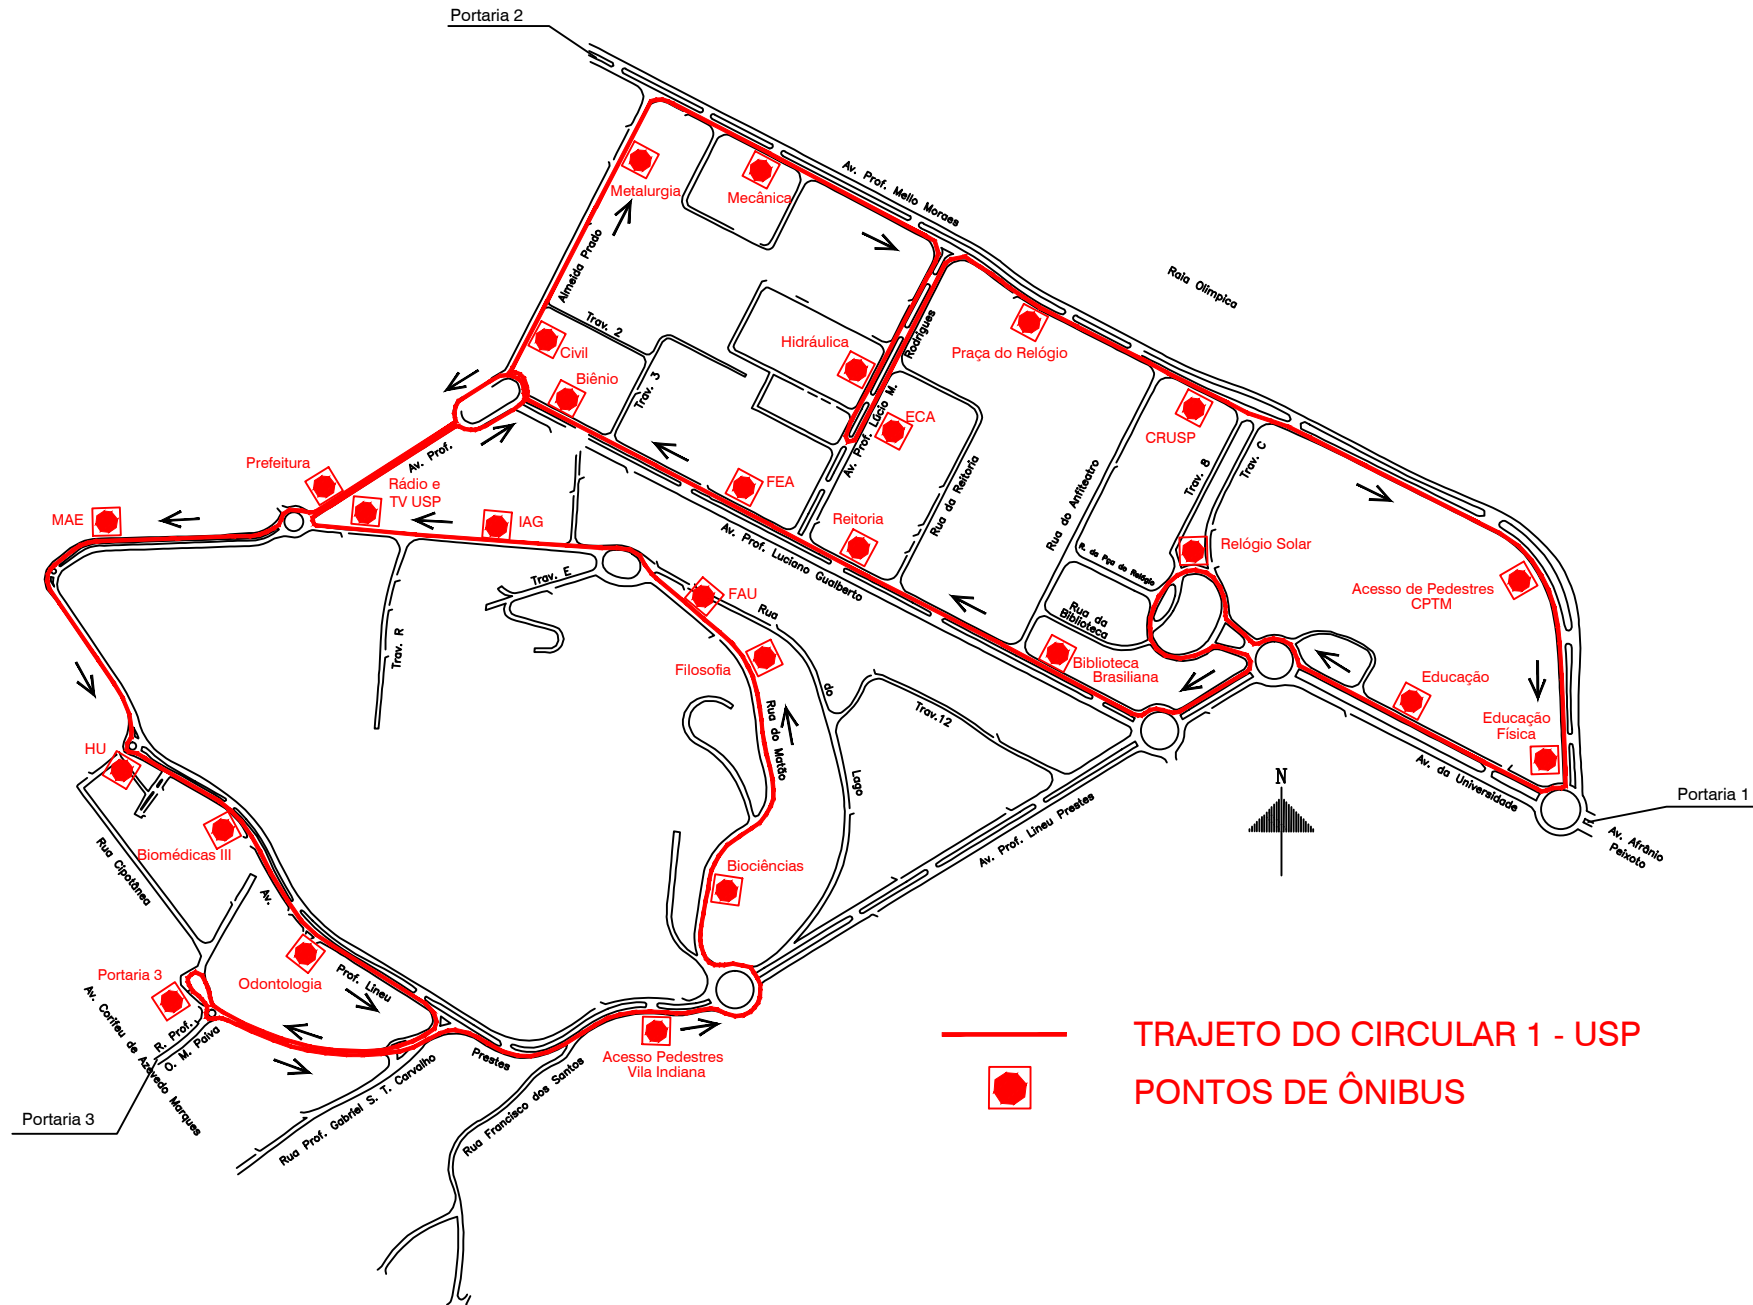 Portaria 2
Metalurgia
Mecânica
Av. Prof. Mello Moraes
Raia Olimpica
Almeida Prado
Trav. 2
Civil
Biênio
Trav. 3
Hidráulica
Rodrigues
Praça do Relógio
ECA
CRUSP
Av. Prof. Lúcio M.
Prefeitura
Av. Prof.
Rádio e
TV USP
MAE
IAG
FEA
Reitoria
Rua da Reitoria
Rua do Anfiteatro
Trav. B
Trav. C
Av. Prof. Luciano Gualberto
R. da Pça do Relógio
Relógio Solar
Acesso de Pedestres
CPTM
Trav. E
Trav. R
FAU
Rua
do
Lago
Filosofia
Rua do Matão
Rua da
Biblioteca
Biblioteca
Brasiliana
Trav.12
Educação
Educação
Física
Av. da Universidade
Portaria 1
Av. Afrânio
Peixoto
HU
Biomédicas III
Rua Cipotânea
Av.
Prof. Lineu
Prestes
Biociências
Av. Prof. Lineu Prestes
N
Portaria 3
Odontologia
Av. Corifeu de Azevedo Marques
R. Prof.
O. M. Paiva
Portaria 3
Rua Prof. Gabriel S. T. Carvalho
Rua Francisco dos Santos
Acesso Pedestres
Vila Indiana
TRAJETO DO CIRCULAR 1 - USP
PONTOS DE ÔNIBUS